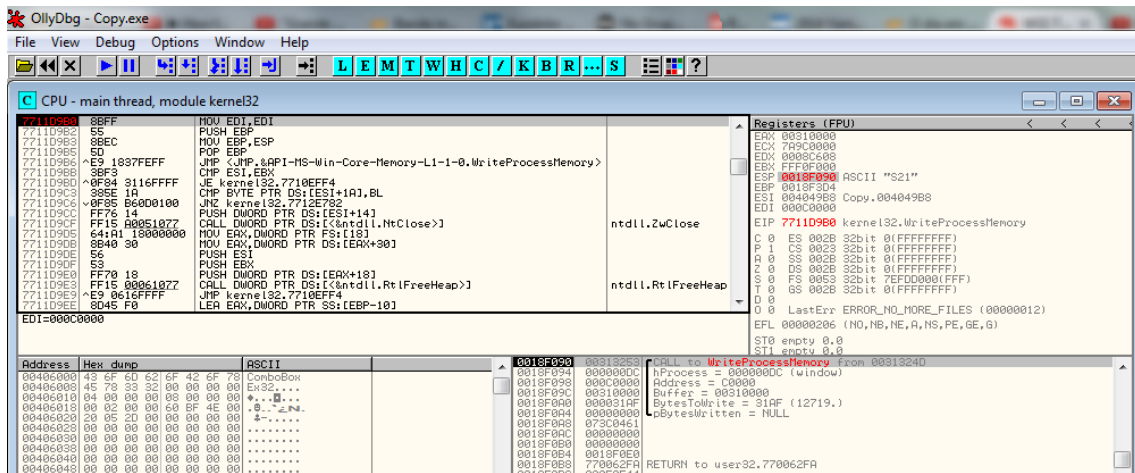 OllyDbg - Copy.exe
File View Debug Options Window Help
L E M T W H C / K B R ... S ?
C CPU - main thread, module kernel32
7711D9B0 8BFF MOV EDI,EDI
7711D9B2 55 PUSH EBP
7711D9B3 8BEC MOV EBP,ESP
7711D9B5 5D POP EBP
7711D9B6 ^E9 1837FEFF JMP <JMP.&API-MS-Win-Core-Memory-L1-1-0.WriteProcessMemory>
7711D9BB 3BF3 CMP ESI,EBX
7711D9BD ^0F84 3116FFFF JE kernel32.7710EFF4
7711D9C3 385E 1A CMP BYTE PTR DS:[ESI+1A],BL
7711D9C6 ˅0F85 B60D0100 JNZ kernel32.7712E782
7711D9CC FF76 14 PUSH DWORD PTR DS:[ESI+14]
7711D9CF FF15 A0051077 CALL DWORD PTR DS:[<&ntdll.NtClose>] ntdll.ZwClose
7711D9D5 64:A1 18000000 MOV EAX,DWORD PTR FS:[18]
7711D9DB 8B40 30 MOV EAX,DWORD PTR DS:[EAX+30]
7711D9DE 56 PUSH ESI
7711D9DF 53 PUSH EBX
7711D9E0 FF70 18 PUSH DWORD PTR DS:[EAX+18]
7711D9E3 FF15 00061077 CALL DWORD PTR DS:[<&ntdll.RtlFreeHeap>] ntdll.RtlFreeHeap
7711D9E9 ^E9 0616FFFF JMP kernel32.7710EFF4
7711D9EE 8D45 F0 LEA EAX,DWORD PTR SS:[EBP-10]
EDI=000C0000
Registers (FPU) < < < <
EAX 00310000
ECX 7A9C0000
EDX 0008C608
EBX FFF0F000
ESP 0018F090 ASCII "S21"
EBP 0018F3D4
ESI 004049B8 Copy.004049B8
EDI 000C0000
EIP 7711D9B0 kernel32.WriteProcessMemory
C 0 ES 002B 32bit 0(FFFFFFFF)
P 1 CS 0023 32bit 0(FFFFFFFF)
A 0 SS 002B 32bit 0(FFFFFFFF)
Z 0 DS 002B 32bit 0(FFFFFFFF)
S 0 FS 0053 32bit 7EFDD000(FFF)
T 0 GS 002B 32bit 0(FFFFFFFF)
D 0
O 0 LastErr ERROR_NO_MORE_FILES (00000012)
EFL 00000206 (NO,NB,NE,A,NS,PE,GE,G)
ST0 empty 0.0
ST1 empty 0.0
Address Hex dump ASCII
00406000 43 6F 6D 62 6F 42 6F 78 ComboBox
00406008 45 78 33 32 00 00 00 00 Ex32....
00406010 04 00 00 00 08 00 00 00
00406018 00 02 00 00 60 BF 4E 00
00406020 20 05 2D 00 00 00 00 00
00406028 00 00 00 00 00 00 00 00 ........
00406030 00 00 00 00 00 00 00 00 ........
00406038 00 00 00 00 00 00 00 00 ........
00406040 00 00 00 00 00 00 00 00 ........
00406048 00 00 00 00 00 00 00 00 ........
0018F090 00313253 CALL to WriteProcessMemory from 0031324D
0018F094 000000DC hProcess = 000000DC (window)
0018F098 000C0000 Address = C0000
0018F09C 00310000 Buffer = 00310000
0018F0A0 000031AF BytesToWrite = 31AF (12719.)
0018F0A4 00000000 pBytesWritten = NULL
0018F0A8 073C0461
0018F0AC 00000000
0018F0B0 00000000
0018F0B4 0018F0E0
0018F0B8 770062FA RETURN to user32.770062FA